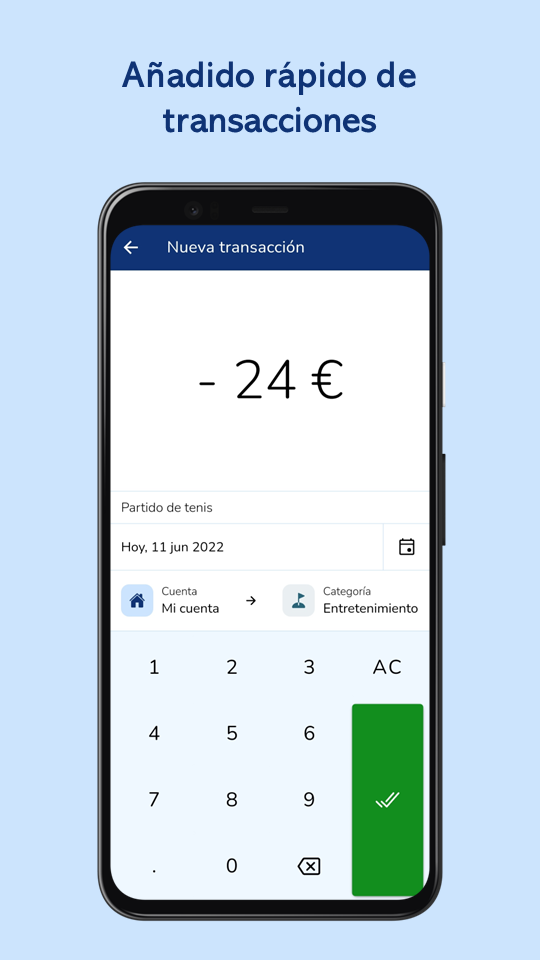 Añadido rápido de
transacciones
Nueva transacción
- 24 €
Partido de tenis
Hoy, 11 jun 2022
Cuenta
Mi cuenta
Categoría
Entretenimiento
1 2 3 AC
4 5 6
7 8 9
. 0